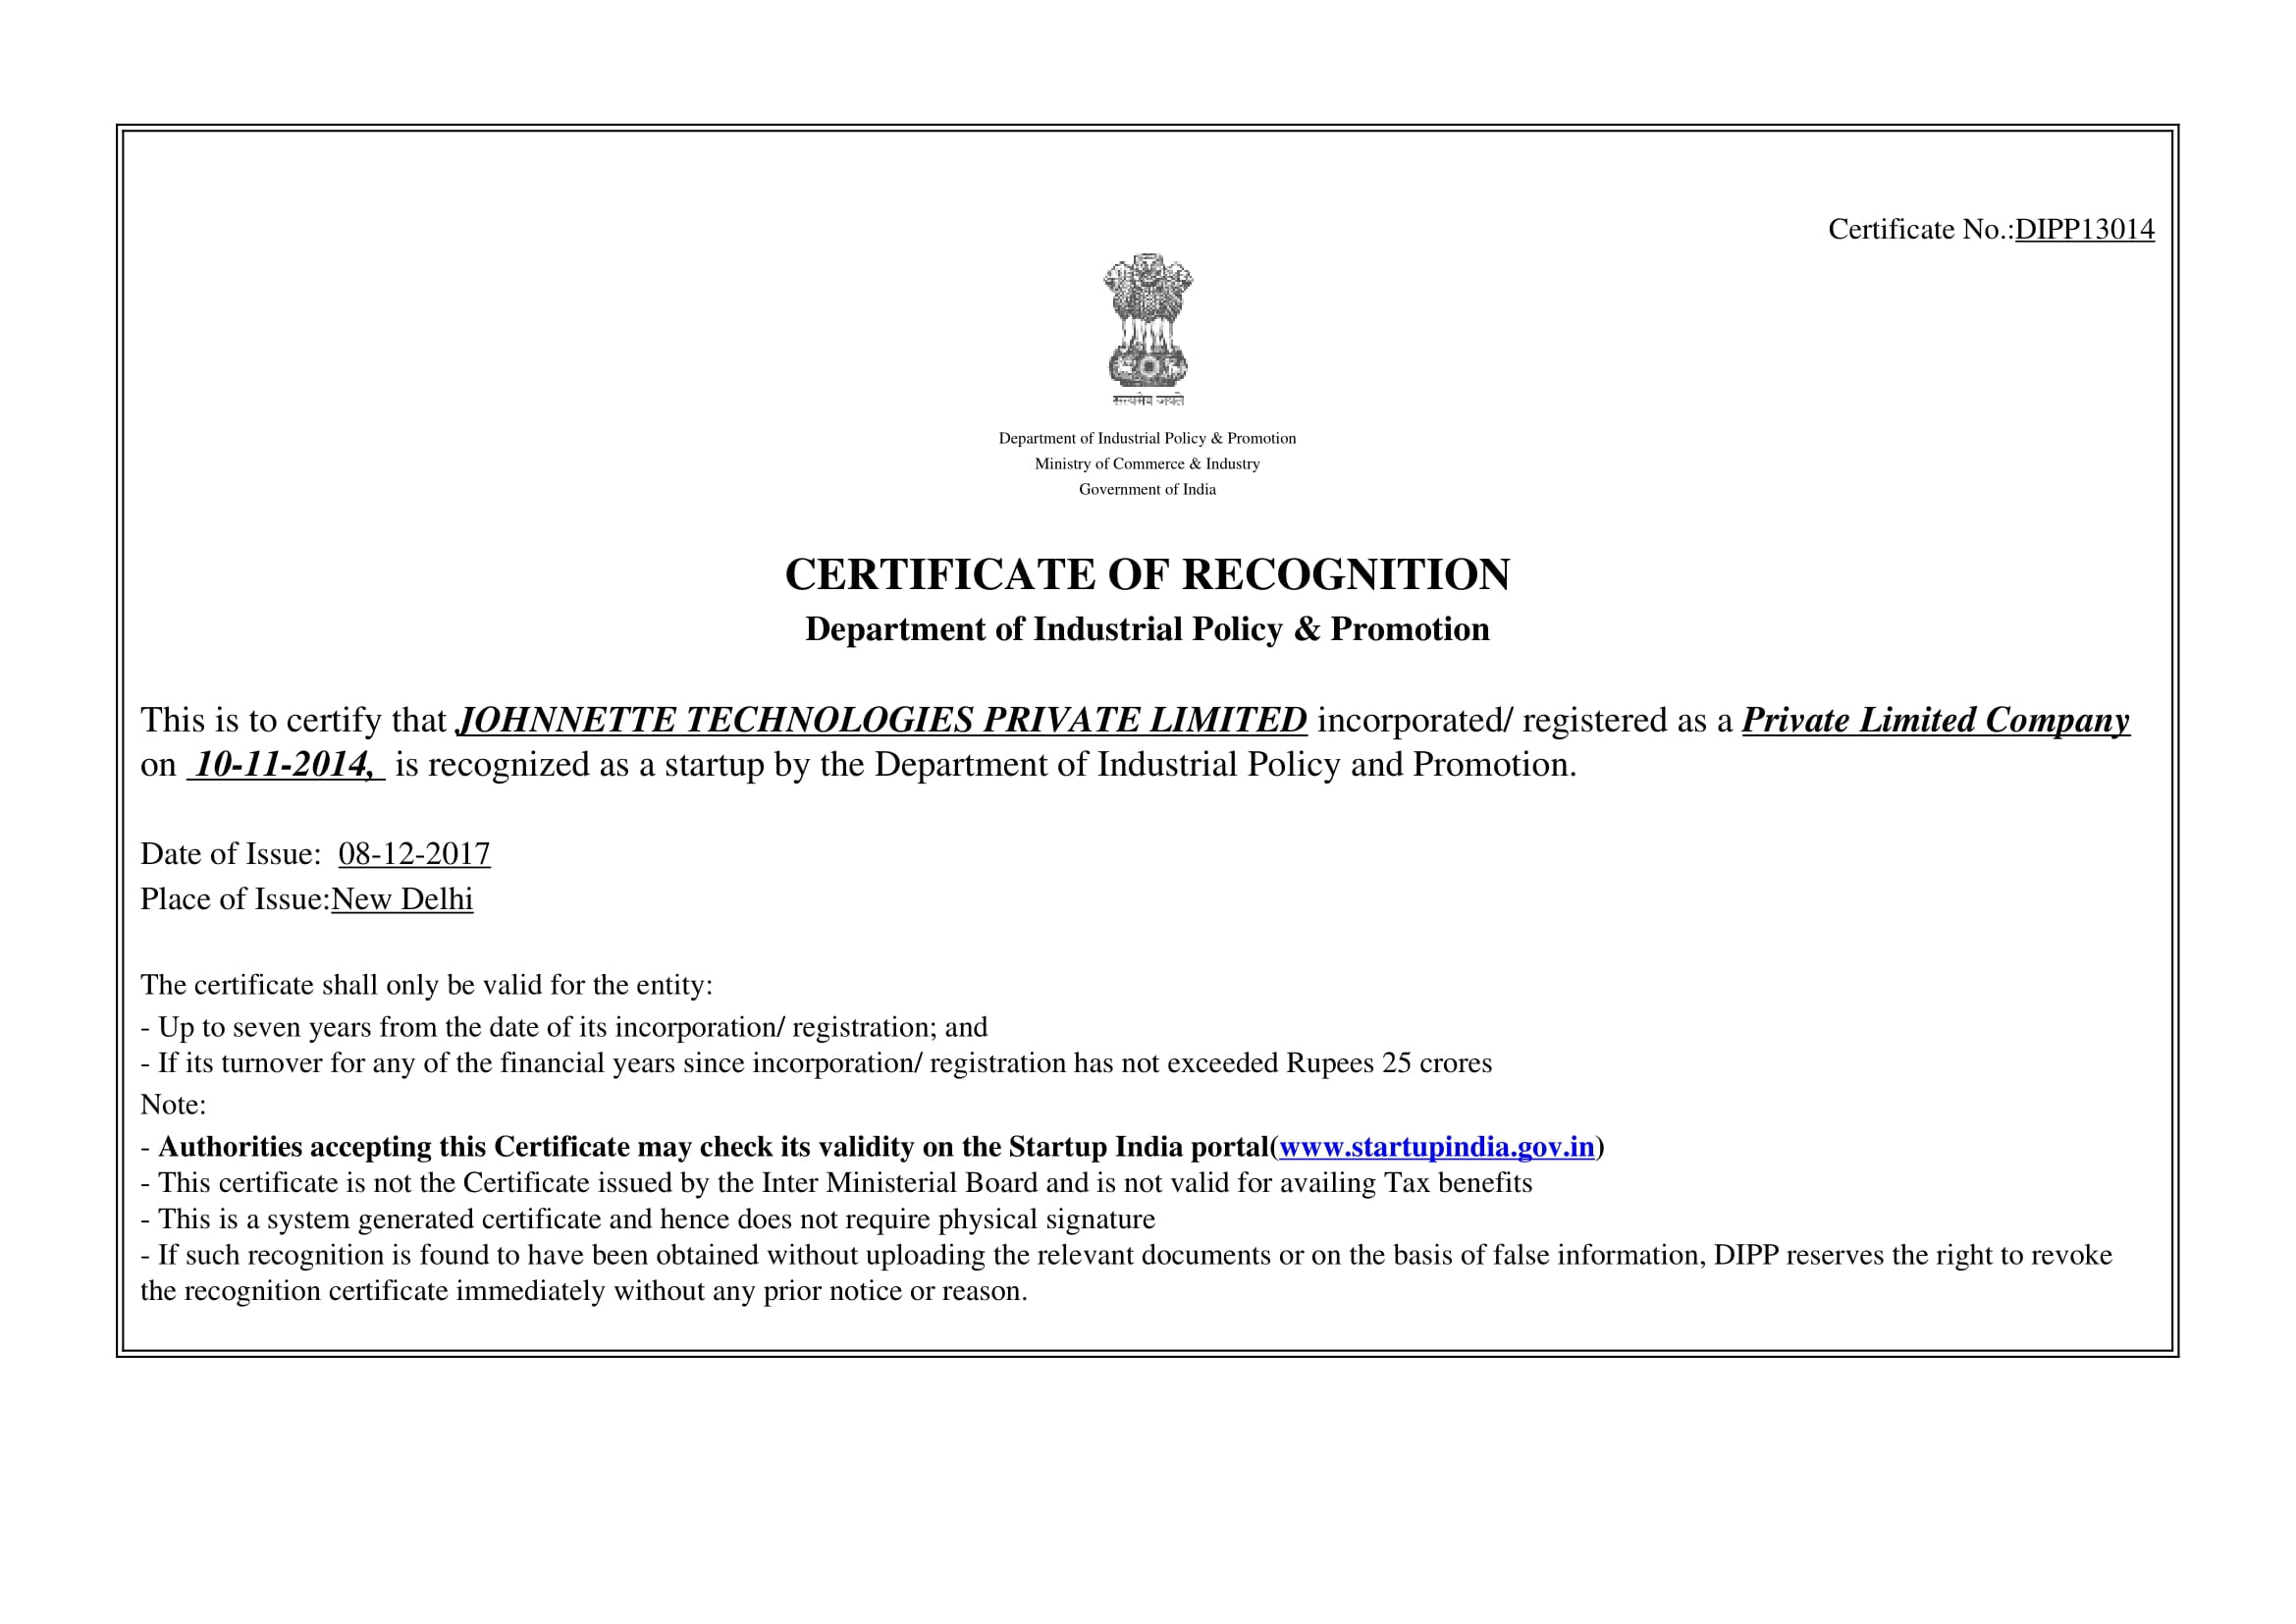 Certificate No.:DIPP13014
सत्यमेव जयते
Department of Industrial Policy & Promotion
Ministry of Commerce & Industry
Government of India
CERTIFICATE OF RECOGNITION
Department of Industrial Policy & Promotion
This is to certify that JOHNNETTE TECHNOLOGIES PRIVATE LIMITED incorporated/ registered as a Private Limited Company
on 10-11-2014, is recognized as a startup by the Department of Industrial Policy and Promotion.
Date of Issue: 08-12-2017
Place of Issue:New Delhi
The certificate shall only be valid for the entity:
- Up to seven years from the date of its incorporation/ registration; and
- If its turnover for any of the financial years since incorporation/ registration has not exceeded Rupees 25 crores
Note:
- Authorities accepting this Certificate may check its validity on the Startup India portal(www.startupindia.gov.in)
- This certificate is not the Certificate issued by the Inter Ministerial Board and is not valid for availing Tax benefits
- This is a system generated certificate and hence does not require physical signature
- If such recognition is found to have been obtained without uploading the relevant documents or on the basis of false information, DIPP reserves the right to revoke
the recognition certificate immediately without any prior notice or reason.